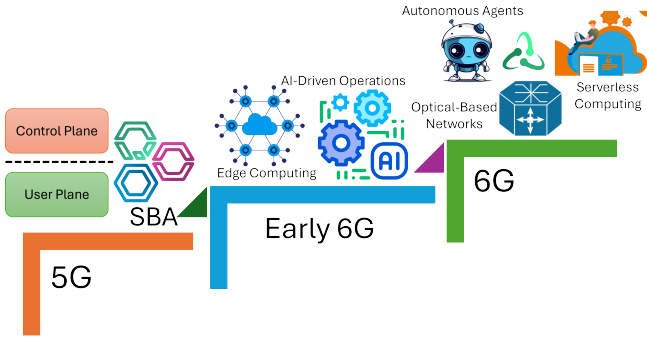 Autonomous Agents
AI-Driven Operations
Optical-Based
Networks
Serverless
Computing
Control Plane
User Plane
Edge Computing
AI
SBA
5G
Early 6G
6G